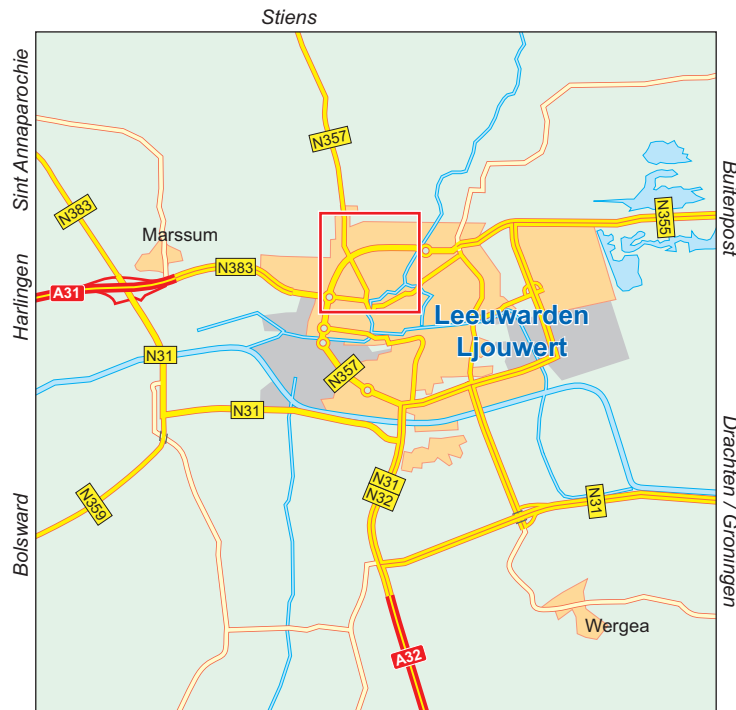 Stiens
Sint Annaparochie
Harlingen
Bolsward
Buitenpost
Drachten / Groningen
N357
N383
Marssum
N355
A31
N383
Leeuwarden
Ljouwert
N31
N357
N31
N31
N32
N359
N31
Wergea
A32